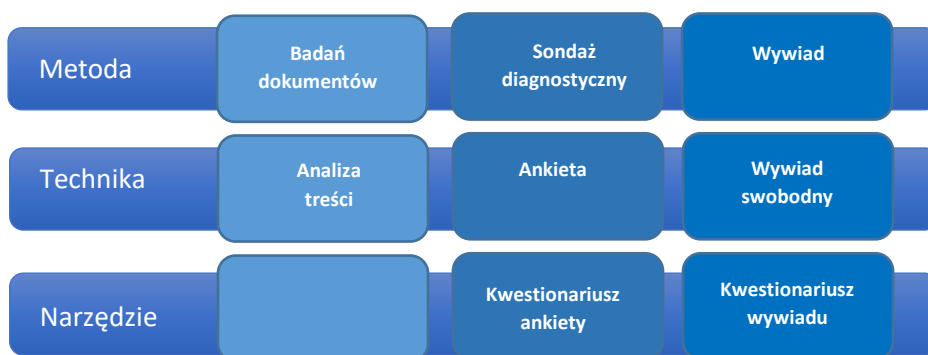 Metoda
Badań
dokumentów
Sondaż
diagnostyczny
Wywiad
Technika
Analiza
treści
Ankieta
Wywiad
swobodny
Narzędzie
Kwestionariusz
ankiety
Kwestionariusz
wywiadu